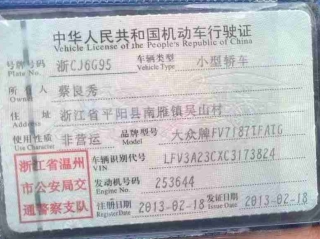 中华人民共和国机动车行驶证
Vehicle License of the People's Republic of China
号牌号码 浙CJ6G95 车辆类型 小型轿车
Plate No. Vehicle Type
所有人 蔡良秀
Owner
住址 浙江省平阳县南雁镇吴山村
Address
使用性质 非营运 品牌型号 大众牌FV7187TFATG
Use Character Model
浙江省温州 车辆识别代号 LFV3A23CXC3173824
VIN
市公安局交 发动机号码 253644
Engine No.
通警察支队 注册日期 2013-02-18 发证日期 2013-02-18
Register Date Issue Date